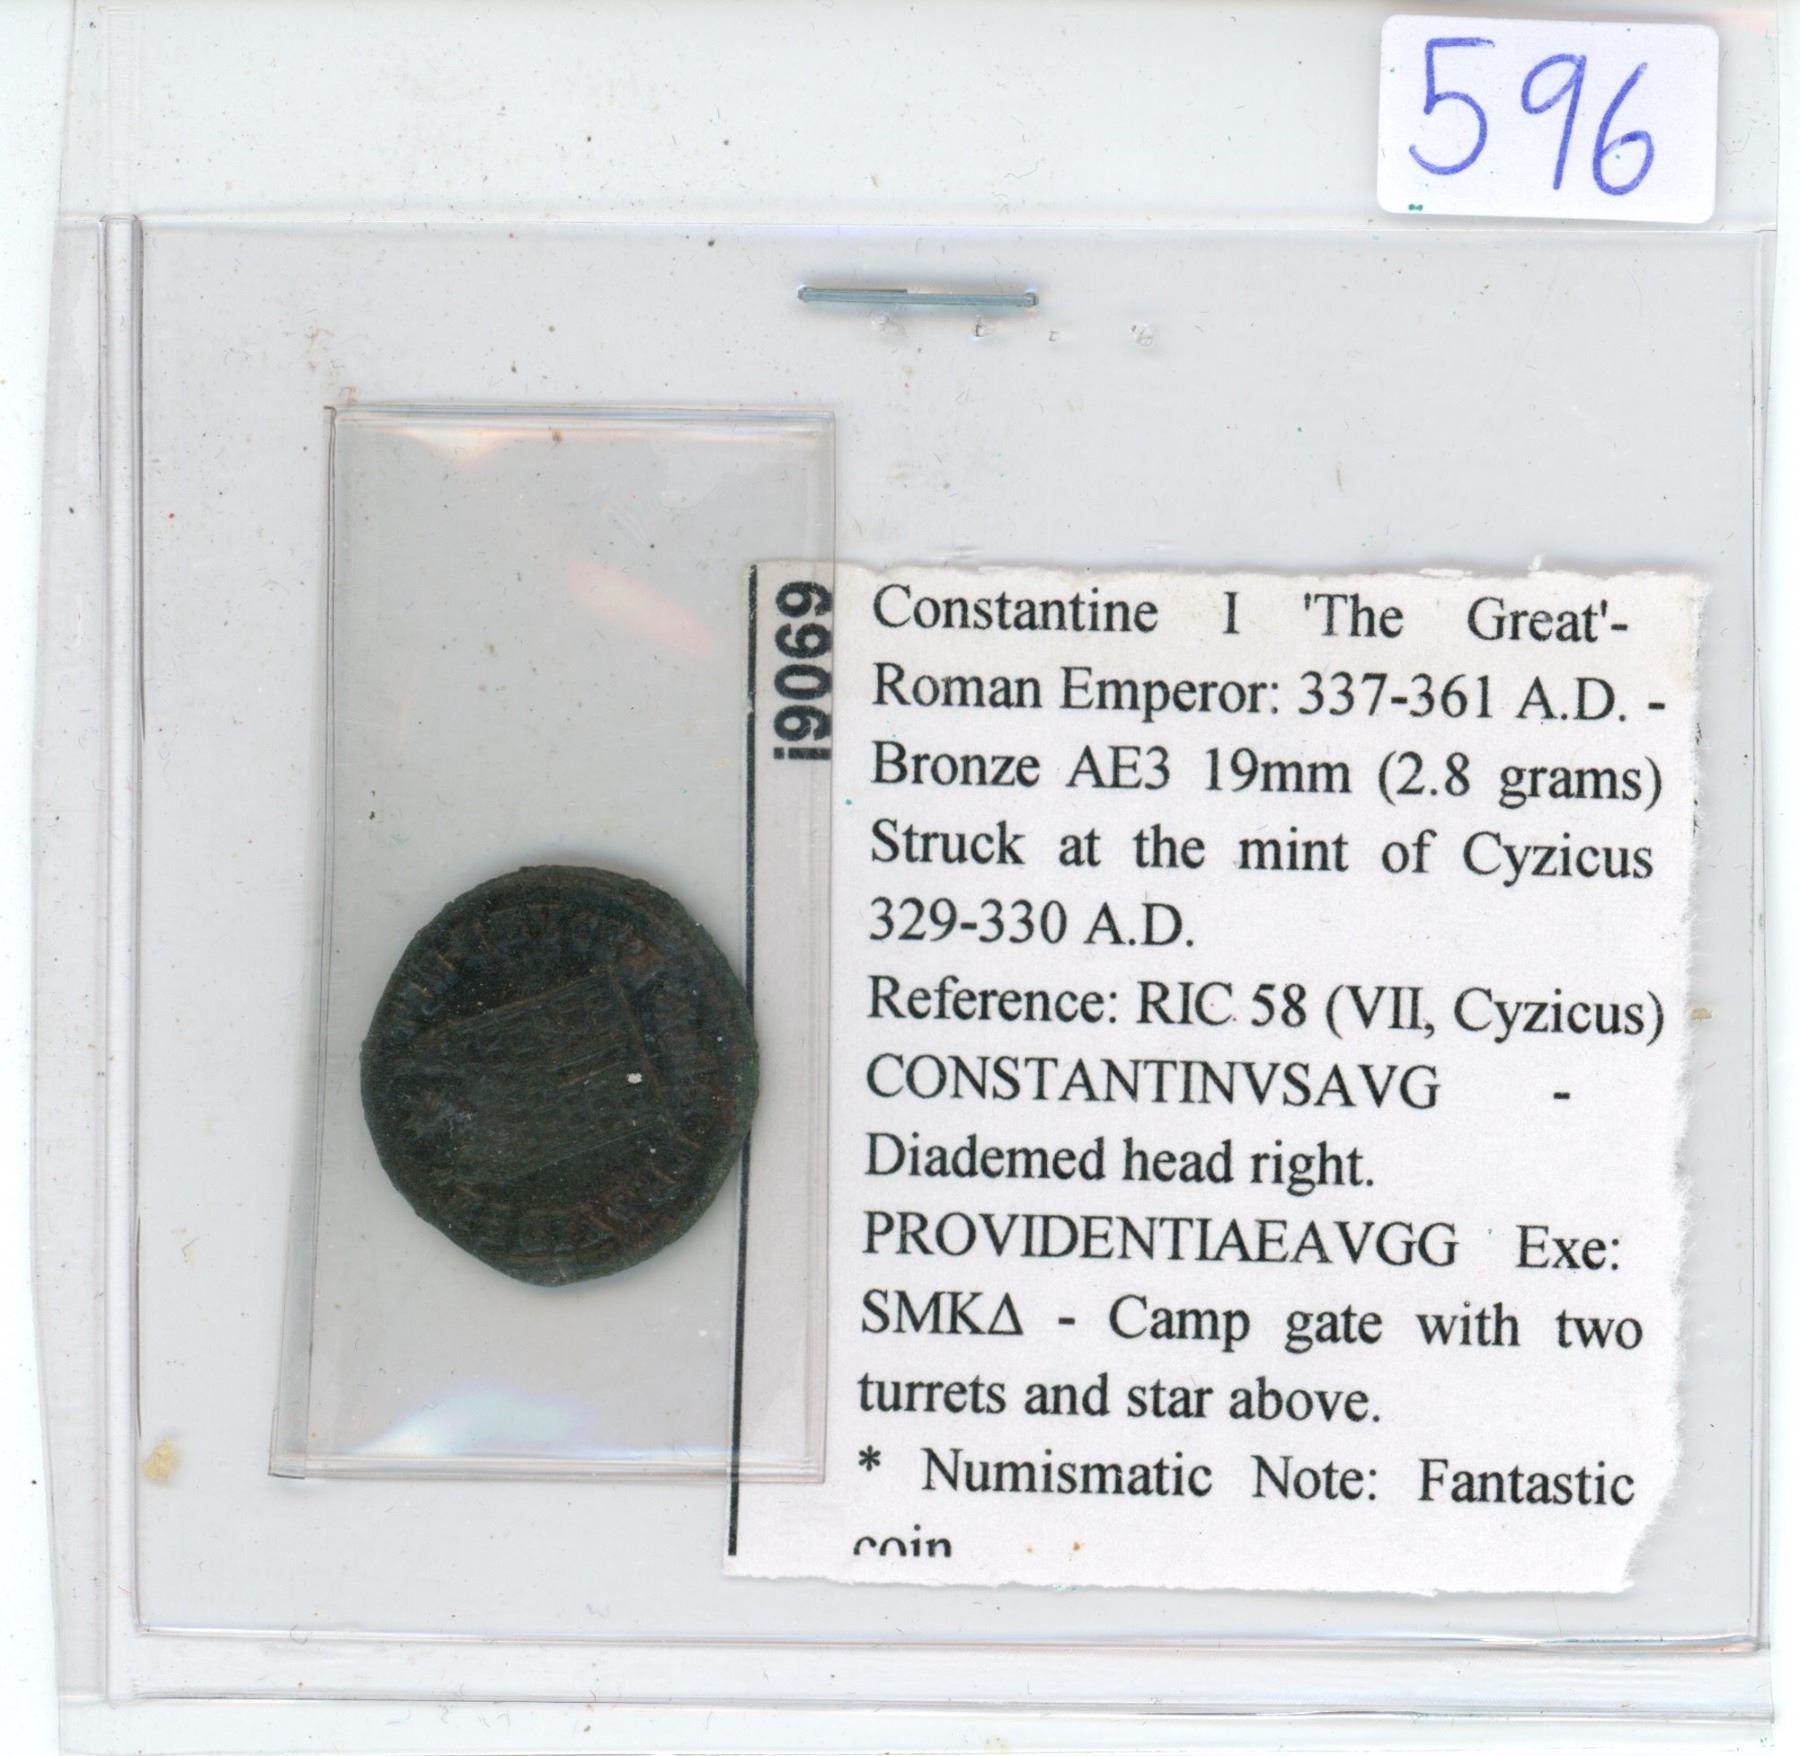 596
i9069
Constantine I 'The Great'-
Roman Emperor: 337-361 A.D. -
Bronze AE3 19mm (2.8 grams)
Struck at the mint of Cyzicus
329-330 A.D.
Reference: RIC 58 (VII, Cyzicus)
CONSTANTINVSAVG -
Diademed head right.
PROVIDENTIAEAVGG Exe:
SMKΔ - Camp gate with two
turrets and star above.
* Numismatic Note: Fantastic
coin